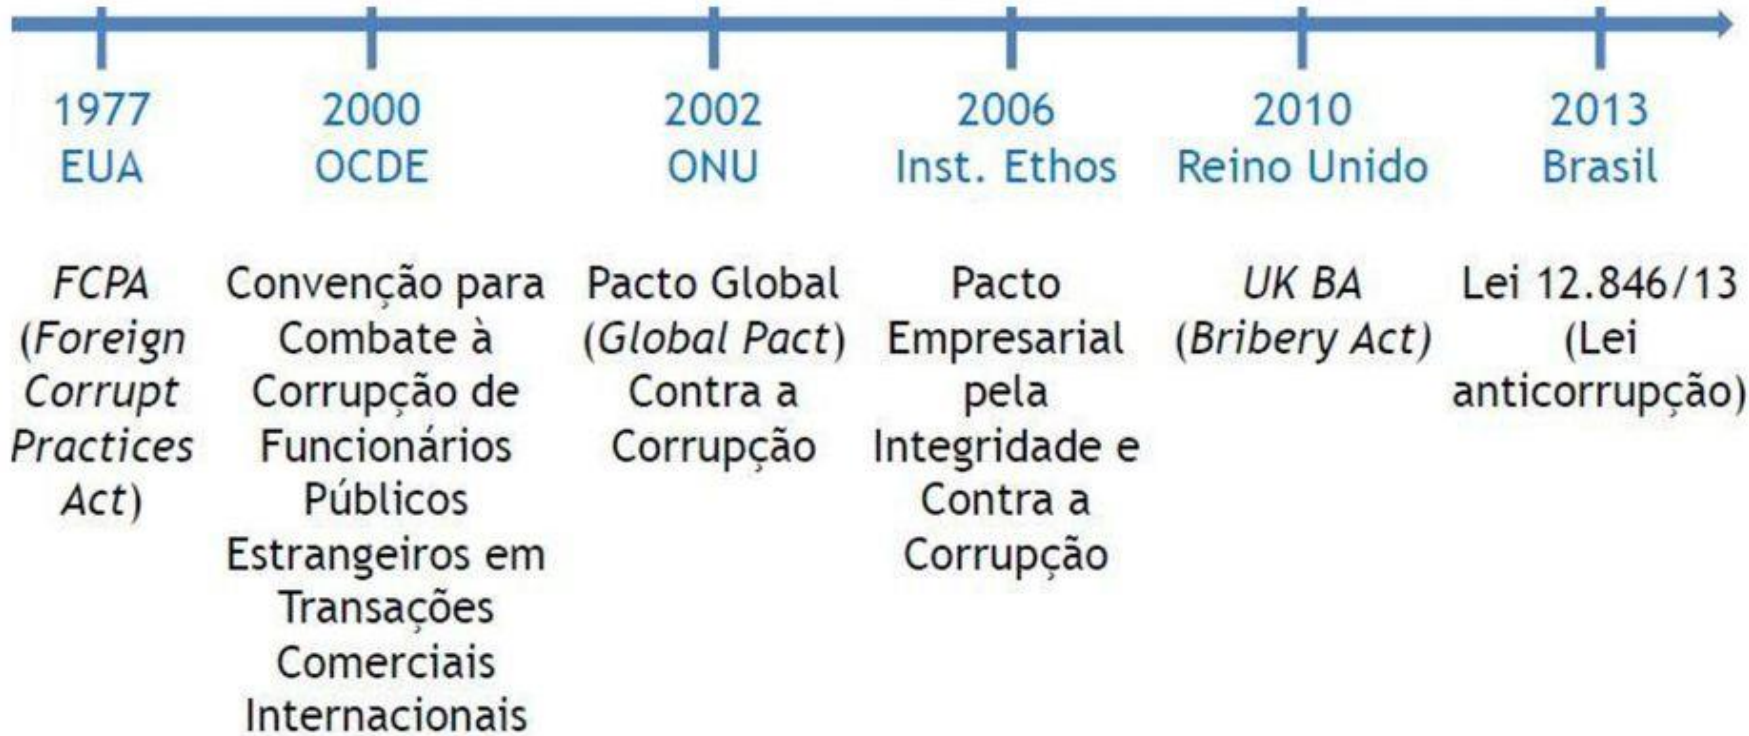 1977
EUA
FCPA
(Foreign
Corrupt
Practices
Act)
2000
OCDE
Convenção para
Combate à
Corrupção de
Funcionários
Públicos
Estrangeiros em
Transações
Comerciais
Internacionais
2002
ONU
Pacto Global
(Global Pact)
Contra a
Corrupção
2006
Inst. Ethos
Pacto
Empresarial
pela
Integridade e
Contra a
Corrupção
2010
Reino Unido
UK BA
(Bribery Act)
2013
Brasil
Lei 12.846/13
(Lei
anticorrupção)